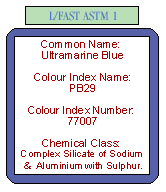 L/FAST ASTM 1
Common Name:
Ultramarine Blue
Colour Index Name:
PB29
Colour Index Number:
77007
Chemical Class:
Complex Silicate of Sodium
& Aluminium with Sulphur.